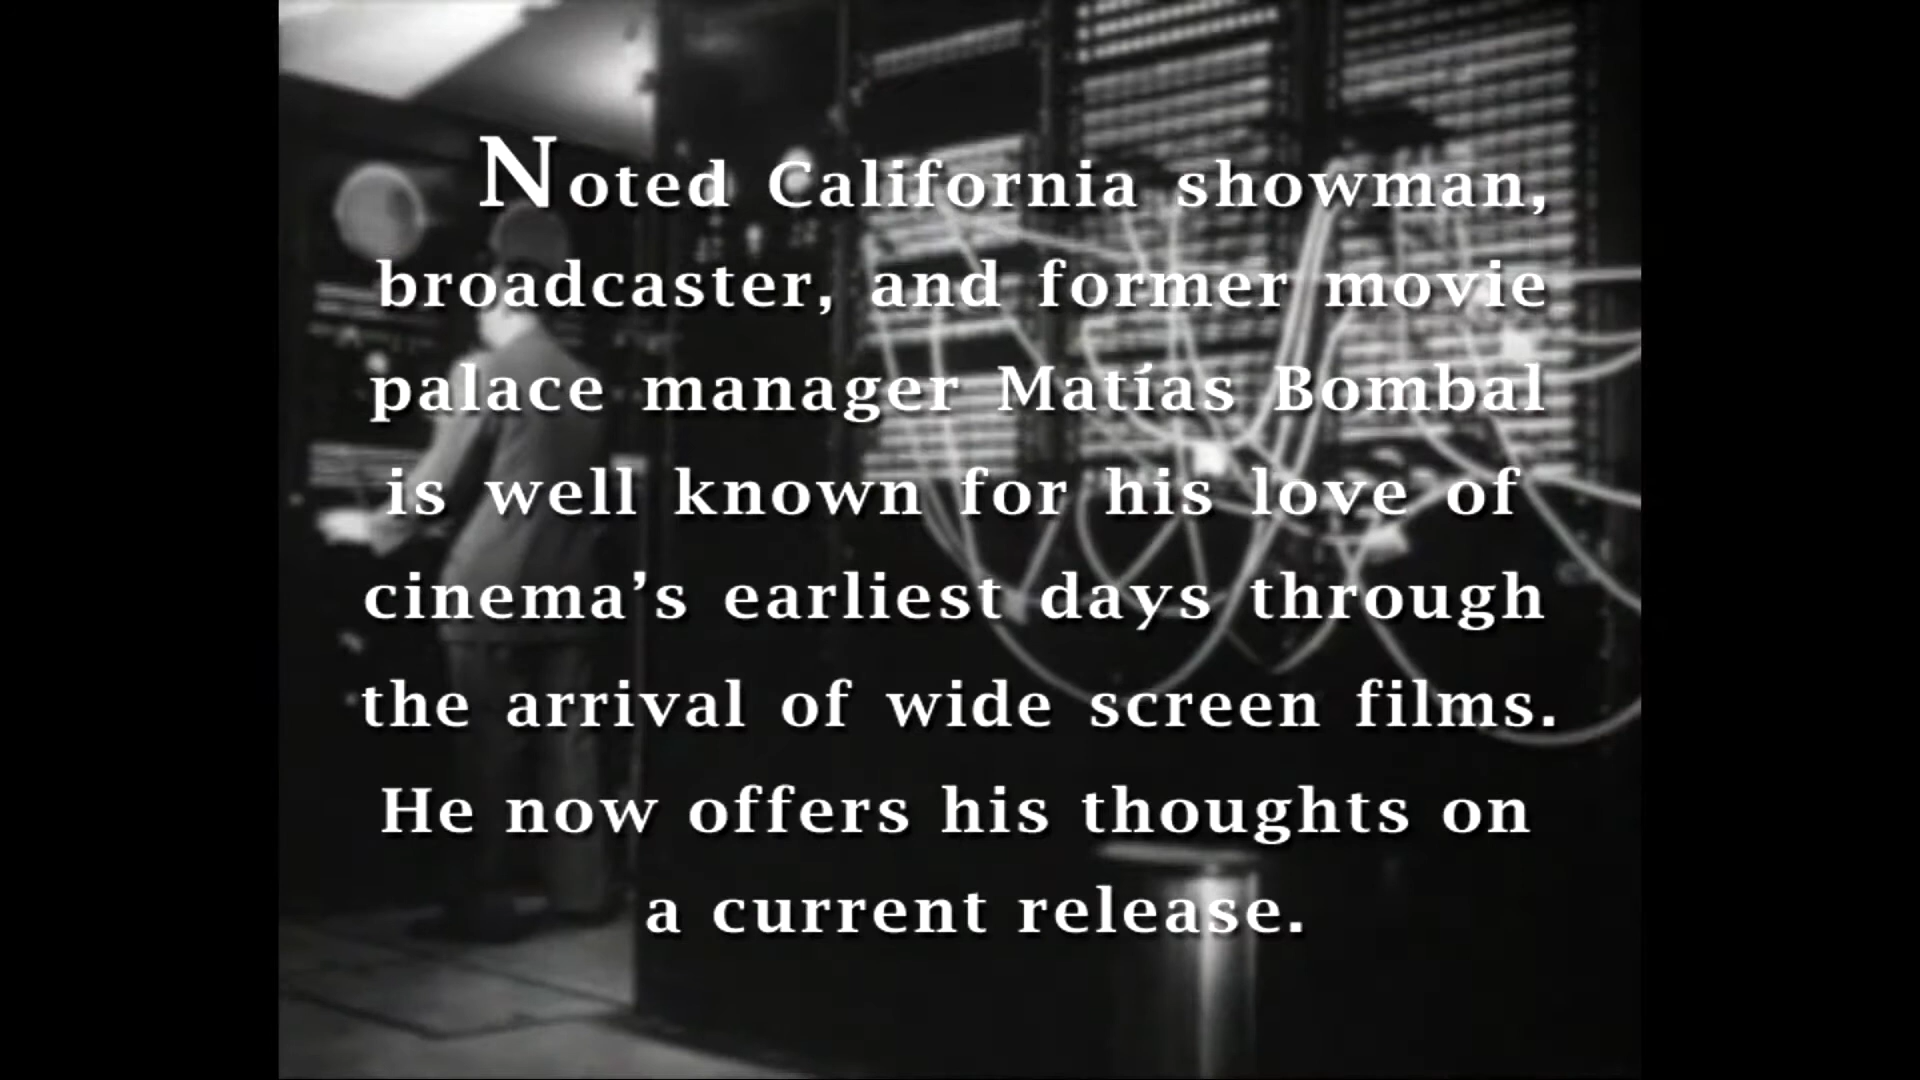 Noted California showman,
broadcaster, and former movie
palace manager Matías Bombal
is well known for his love of
cinema’s earliest days through
the arrival of wide screen films.
He now offers his thoughts on
a current release.